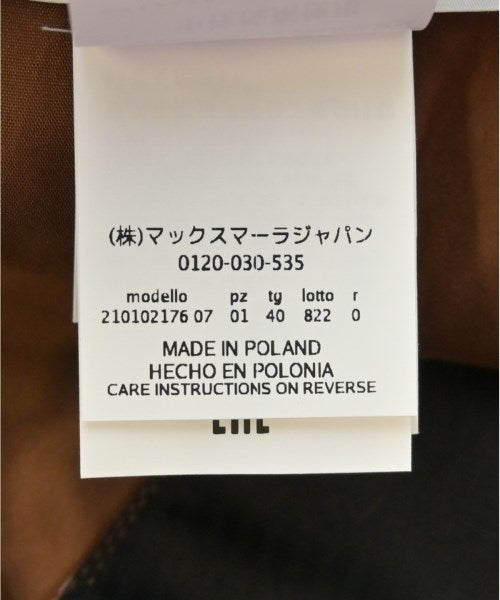 (株)マックスマーラジャパン
0120-030-535
modello pz tg lotto r
210102176 07 01 40 822 0
MADE IN POLAND
HECHO EN POLONIA
CARE INSTRUCTIONS ON REVERSE